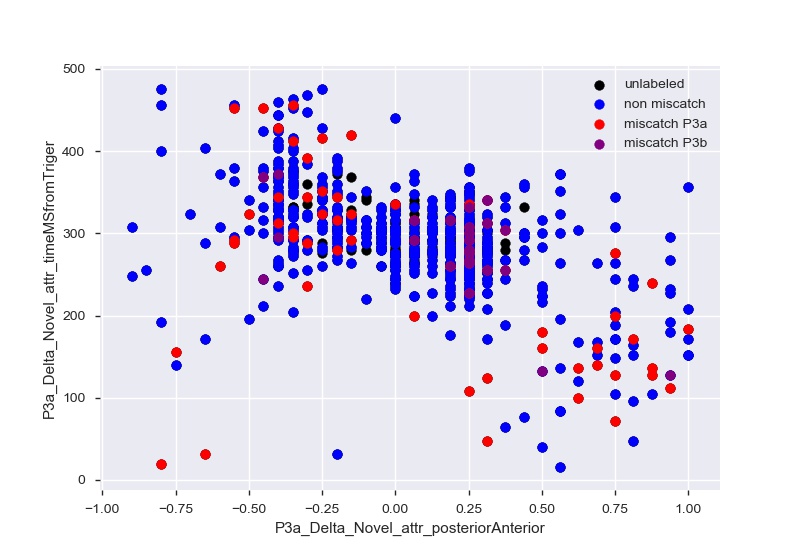 500
400
300
200
100
0
P3a_Delta_Novel_attr_timeMSfromTriger
unlabeled
non miscatch
miscatch P3a
miscatch P3b
−1.00 −0.75 −0.50 −0.25 0.00 0.25 0.50 0.75 1.00
P3a_Delta_Novel_attr_posteriorAnterior